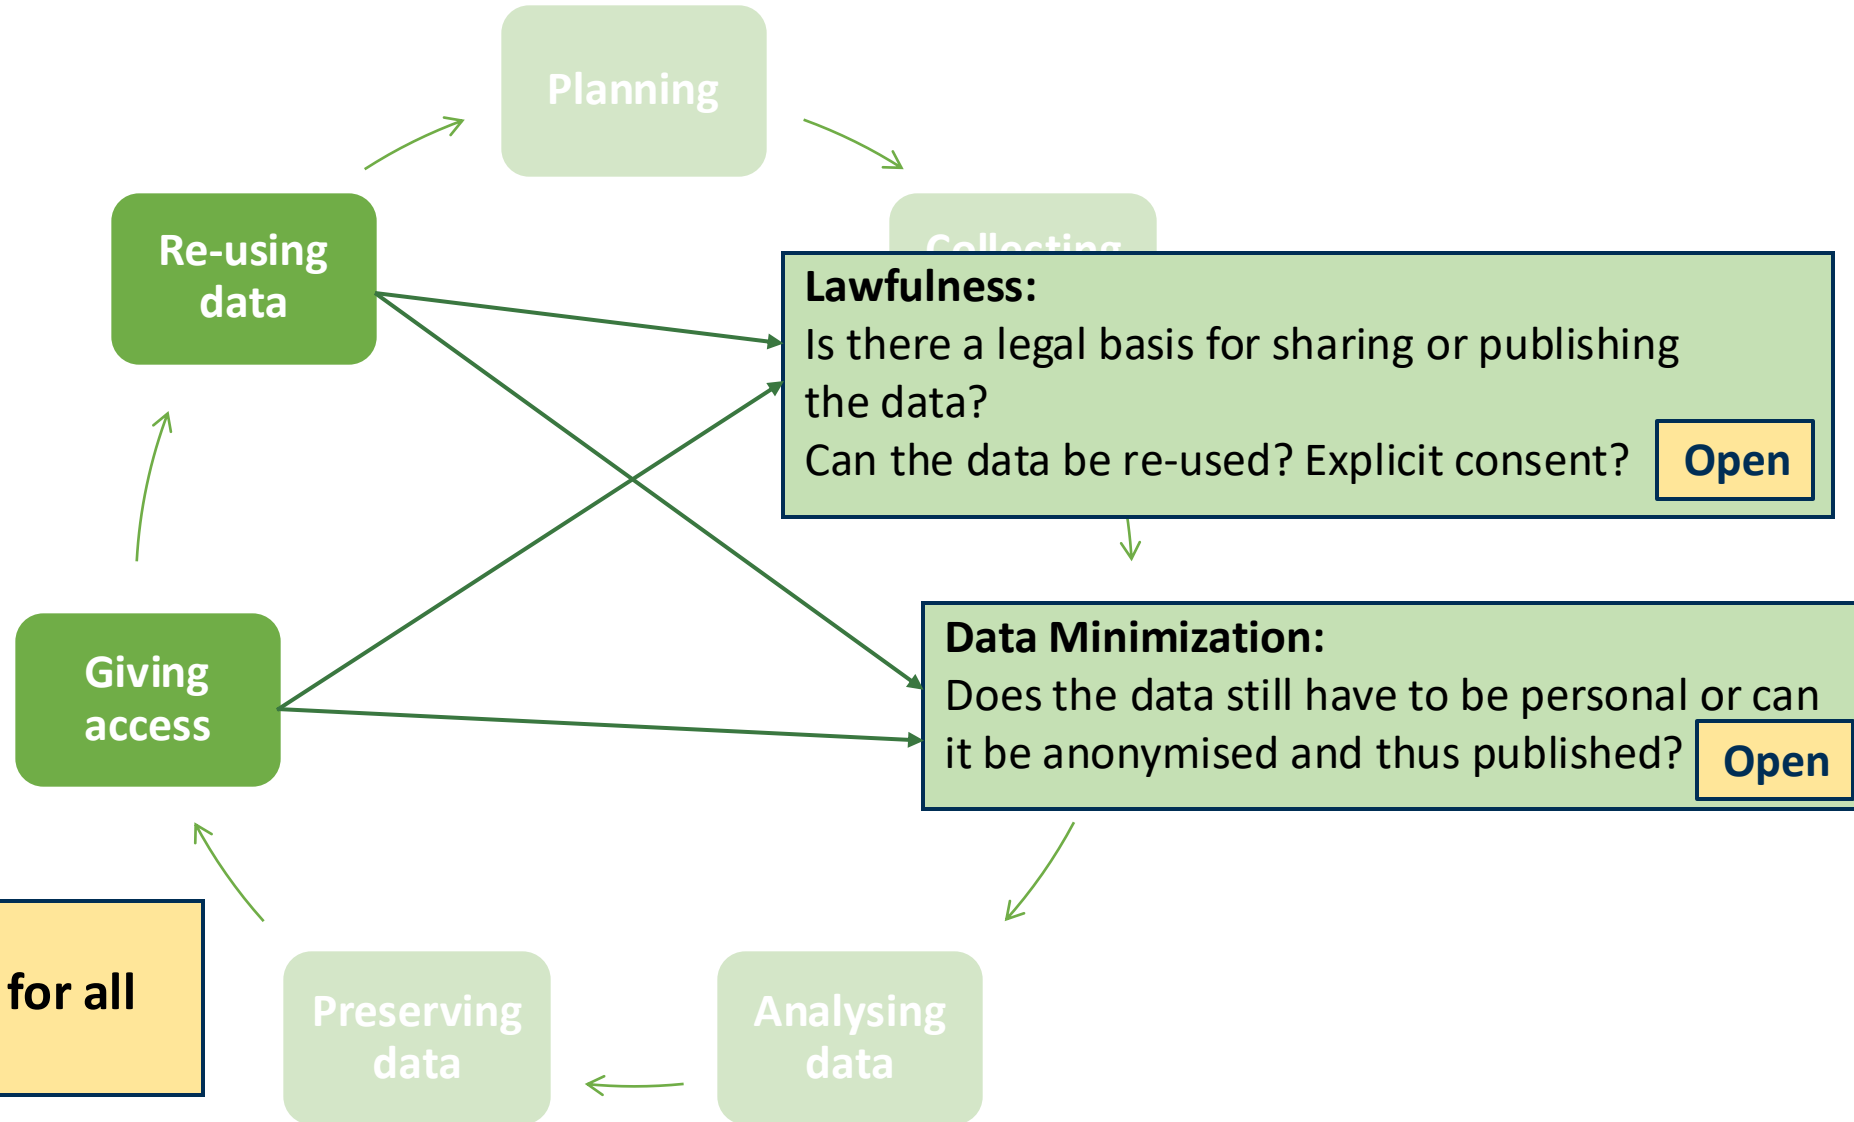 Planning
Re-using
data
Collecting
Lawfulness:
Is there a legal basis for sharing or publishing
the data?
Can the data be re-used? Explicit consent?
Open
Giving
access
Data Minimization:
Does the data still have to be personal or can
it be anonymised and thus published?
Open
for all
Preserving
data
Analysing
data